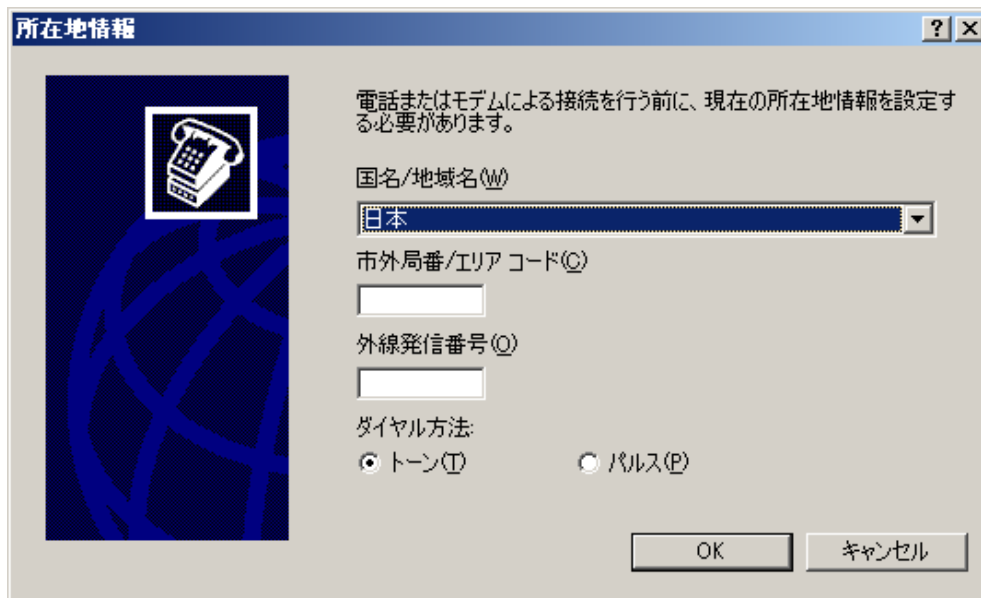 所在地情報
電話またはモデムによる接続を行う前に、現在の所在地情報を設定す
る必要があります。
国名/地域名(W)
日本
市外局番/エリア コード(C)
外線発信番号(O)
ダイヤル方法:
トーン(T) パルス(P)
OK キャンセル